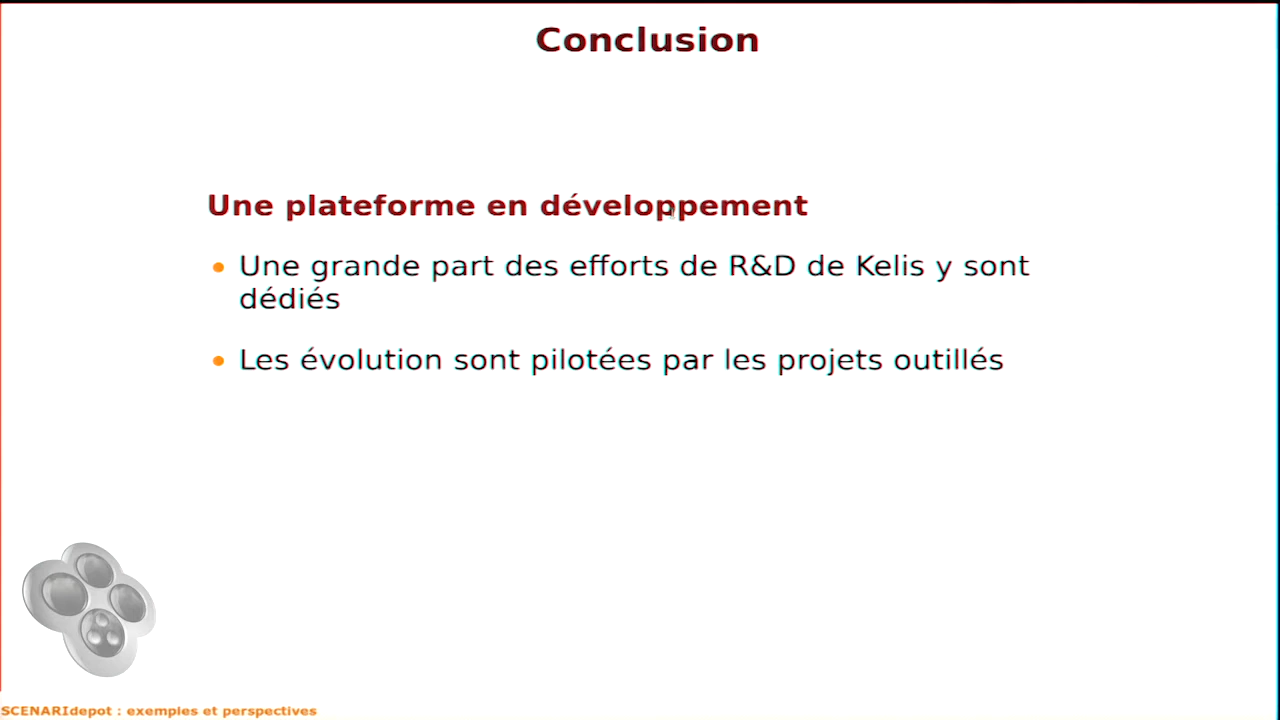 Conclusion
Une plateforme en développement
Une grande part des efforts de R&D de Kelis y sont
dédiés
Les évolution sont pilotées par les projets outillés
SCENARIdepot : exemples et perspectives